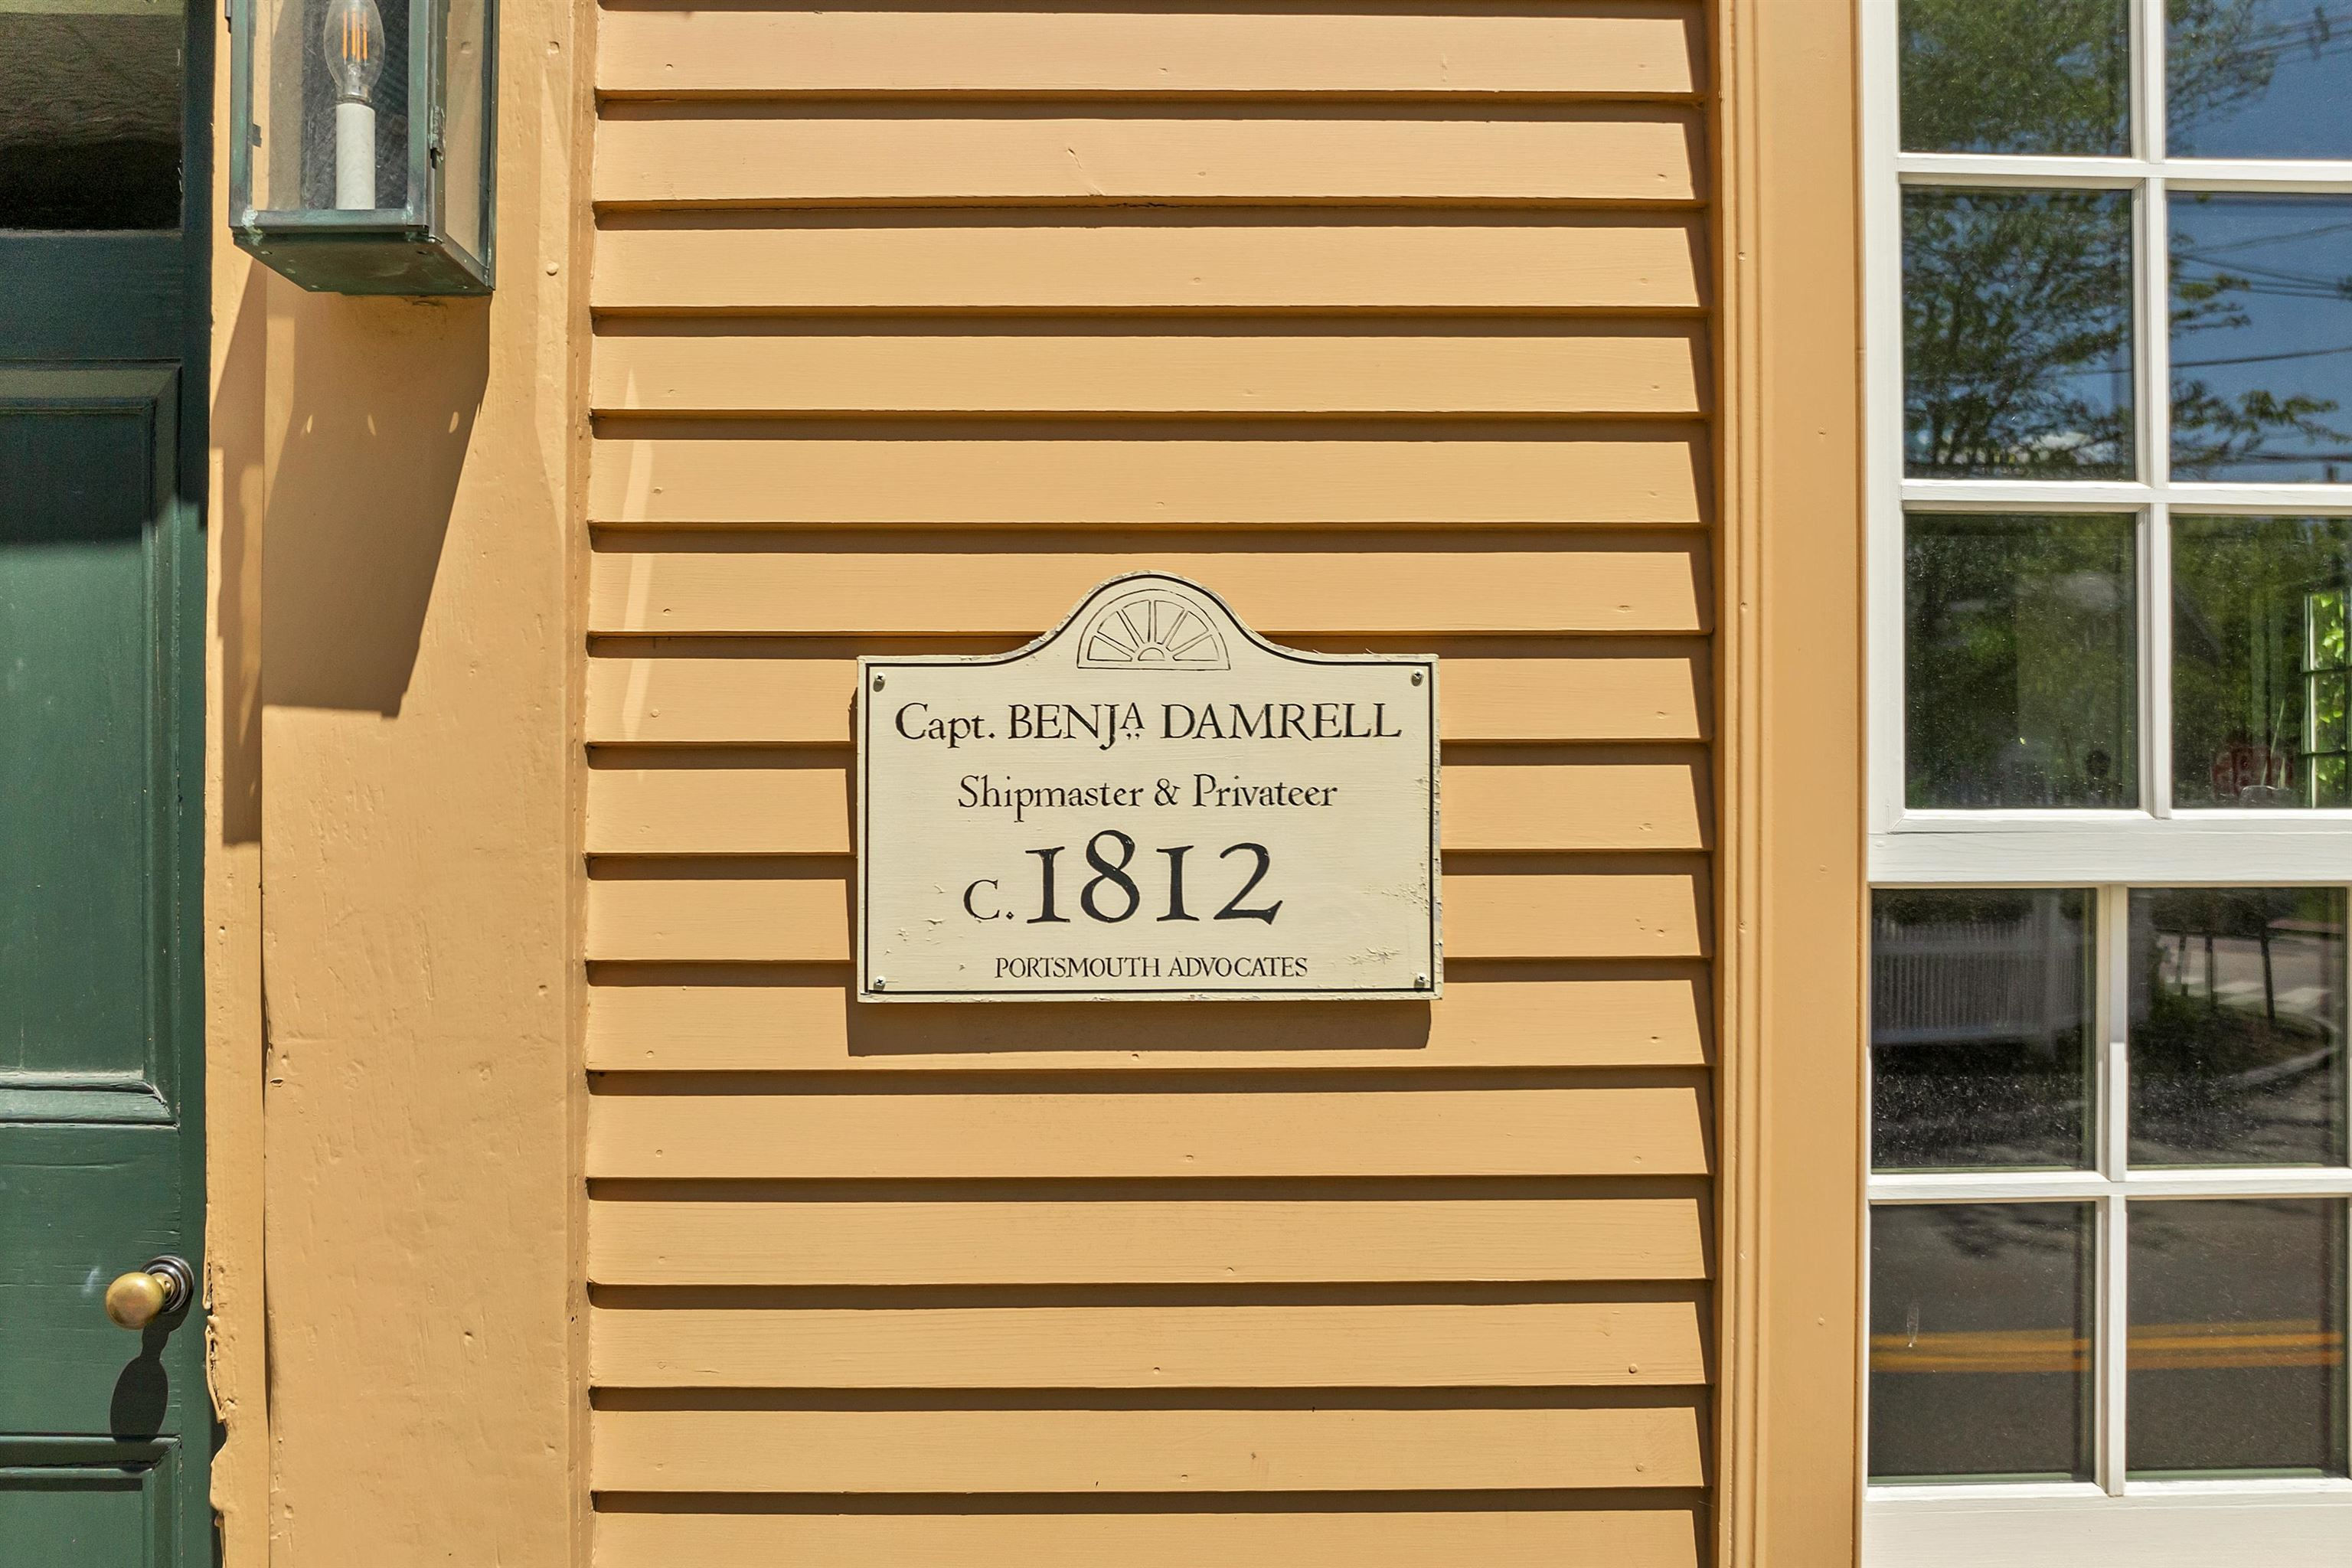 Capt. BENJA DAMRELL
Shipmaster & Privateer
C. 1812
PORTSMOUTH ADVOCATES